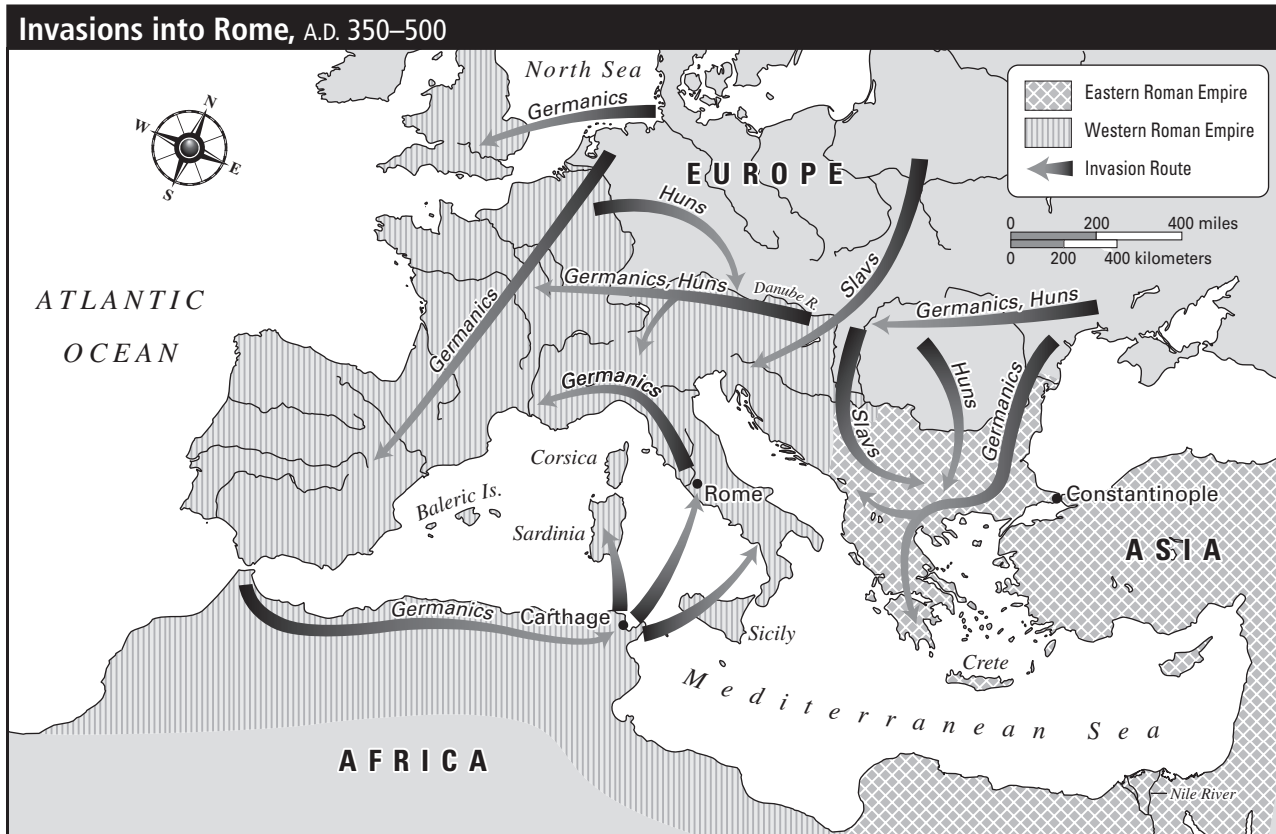 Invasions into Rome, A.D. 350–500
North Sea
Germanics
Eastern Roman Empire
Western Roman Empire
Invasion Route
N
W
E
S
EUROPE
Huns
0 200 400 miles
0 200 400 kilometers
Slavs
Germanics, Huns
Danube R.
Germanics, Huns
ATLANTIC
OCEAN
Germanics
Germanics
Huns
Germanics
Slavs
Corsica
Rome
Constantinople
Baleric Is.
Sardinia
ASIA
Germanics
Carthage
Sicily
Crete
Mediterranean Sea
AFRICA
Nile River